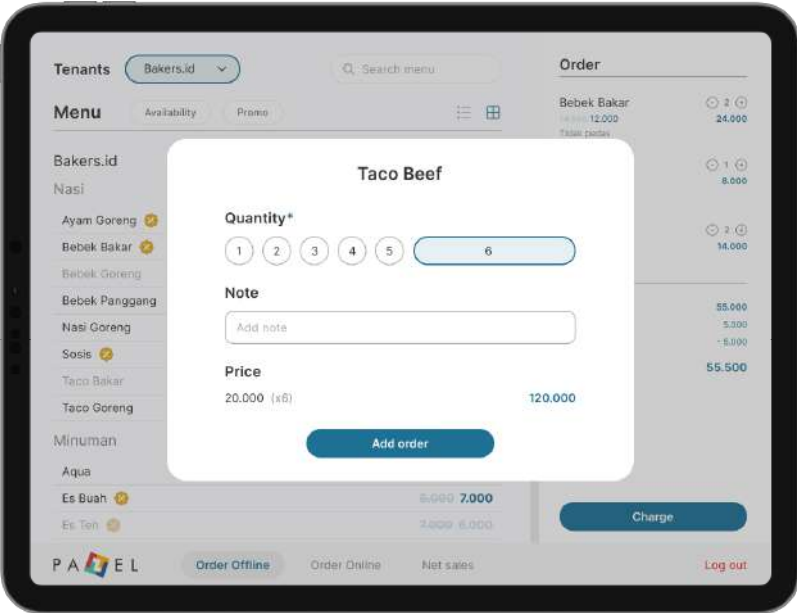 Tenants Bakers.id Search menu
Order
Menu Availability Promo
Bebek Bakar 2
12.000 24.000
Tidak pedas
Bakers.id
1
8.000
Nasi
Taco Beef
Ayam Goreng
Quantity*
2
14.000
Bebek Bakar
1 2 3 4 5 6
Bebek Goreng
Note
Bebek Panggang
55.000
Nasi Goreng
Add note
5.000
Sosis
55.500
Price
Taco Bakar
20.000 (x6) 120.000
Taco Goreng
Minuman
Add order
Aqua
Es Buah 8.000 7.000
Es Teh 7.000 6.000
Charge
PA EL Order Offline Order Online Net sales Log out